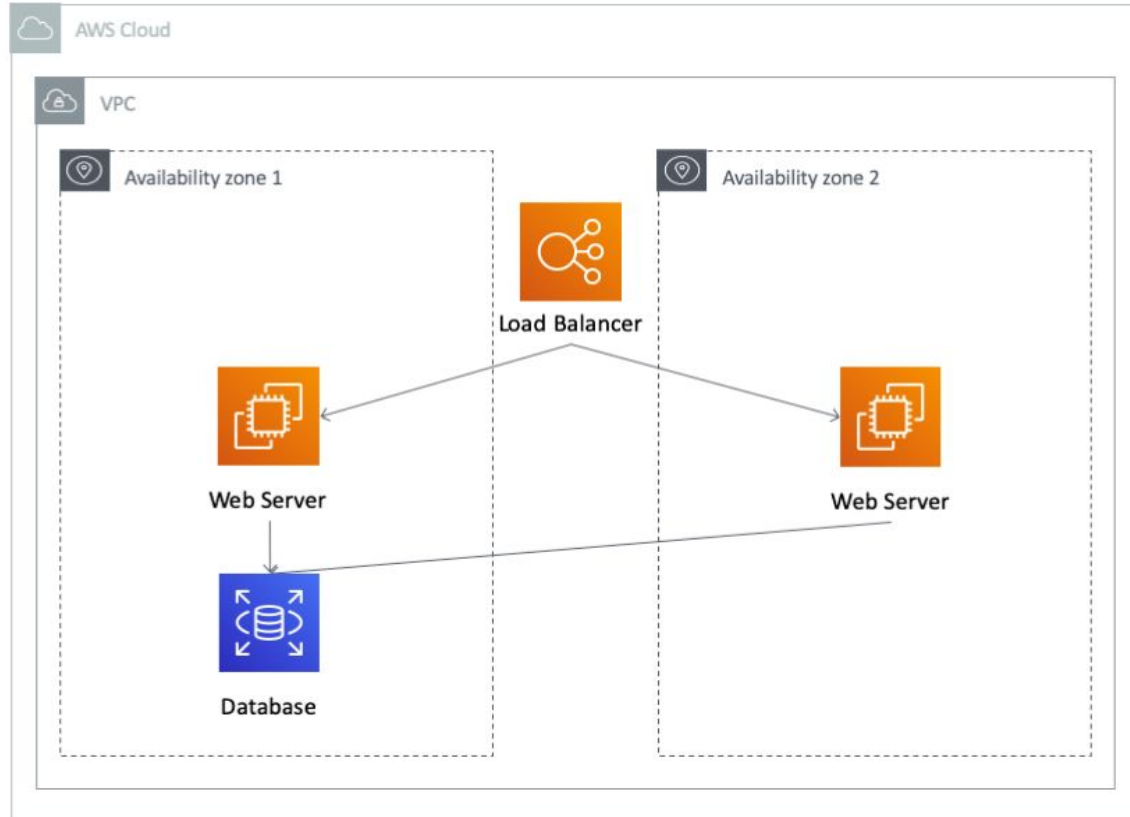 AWS Cloud
VPC
Availability zone 1
Availability zone 2
Load Balancer
Web Server
Web Server
Database